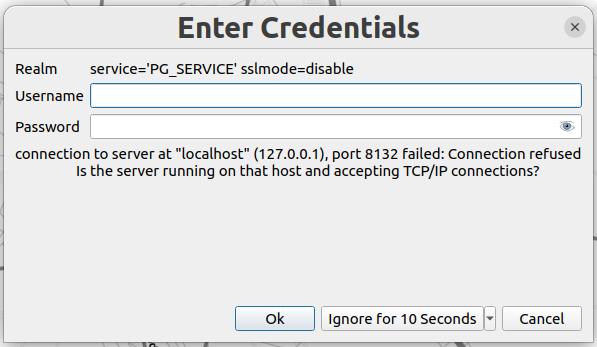 Enter Credentials
Realm service='PG_SERVICE' sslmode=disable
Username
Password
connection to server at "localhost" (127.0.0.1), port 8132 failed: Connection refused
Is the server running on that host and accepting TCP/IP connections?
Ok Ignore for 10 Seconds Cancel